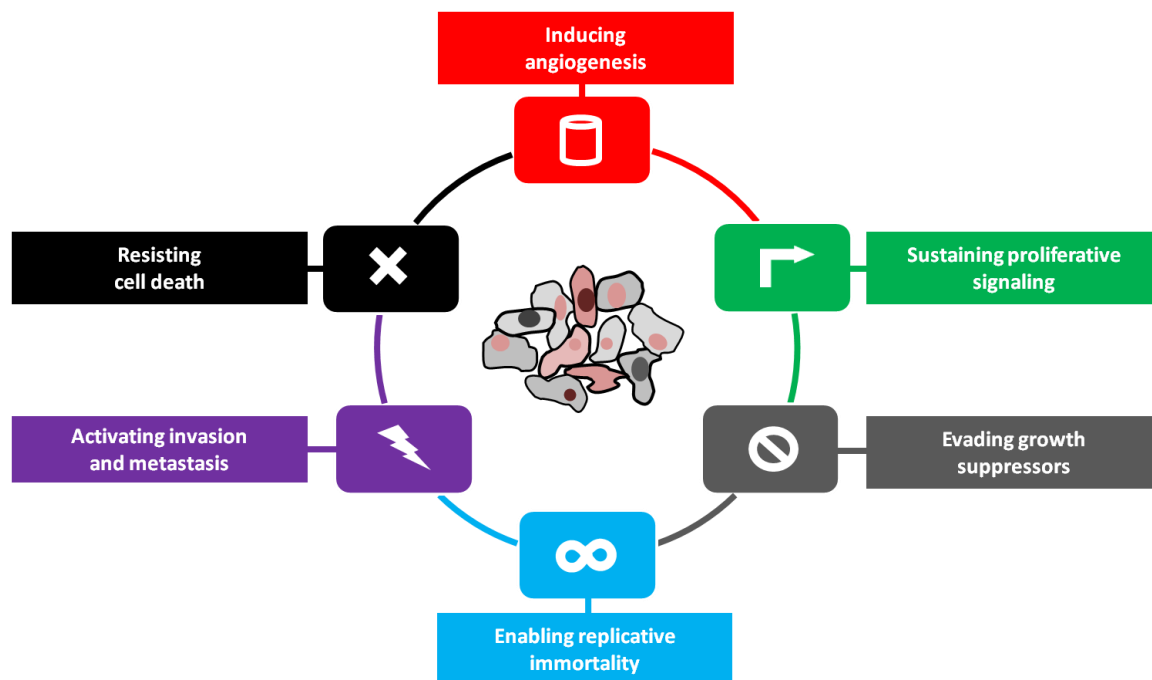 Inducing
angiogenesis
Resisting
cell death
Sustaining proliferative
signaling
Activating invasion
and metastasis
Evading growth
suppressors
Enabling replicative
immortality